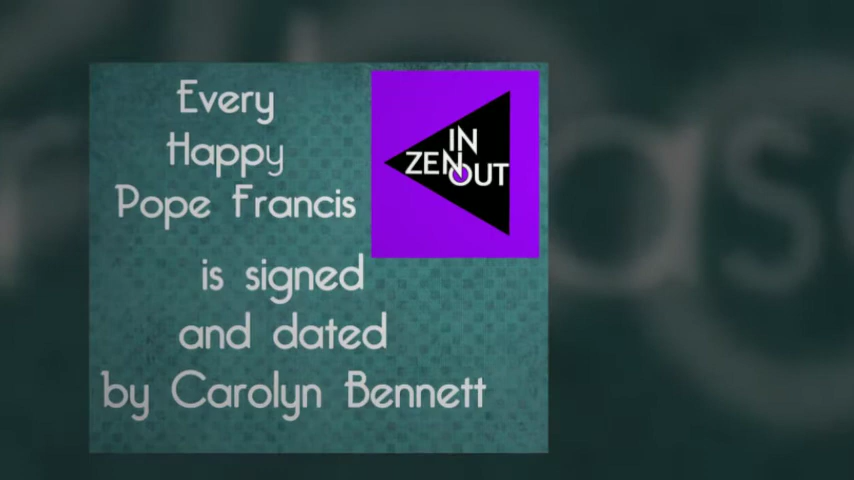 Every
Happy
Pope Francis
is signed
and dated
by Carolyn Bennett
IN
ZEN
OUT